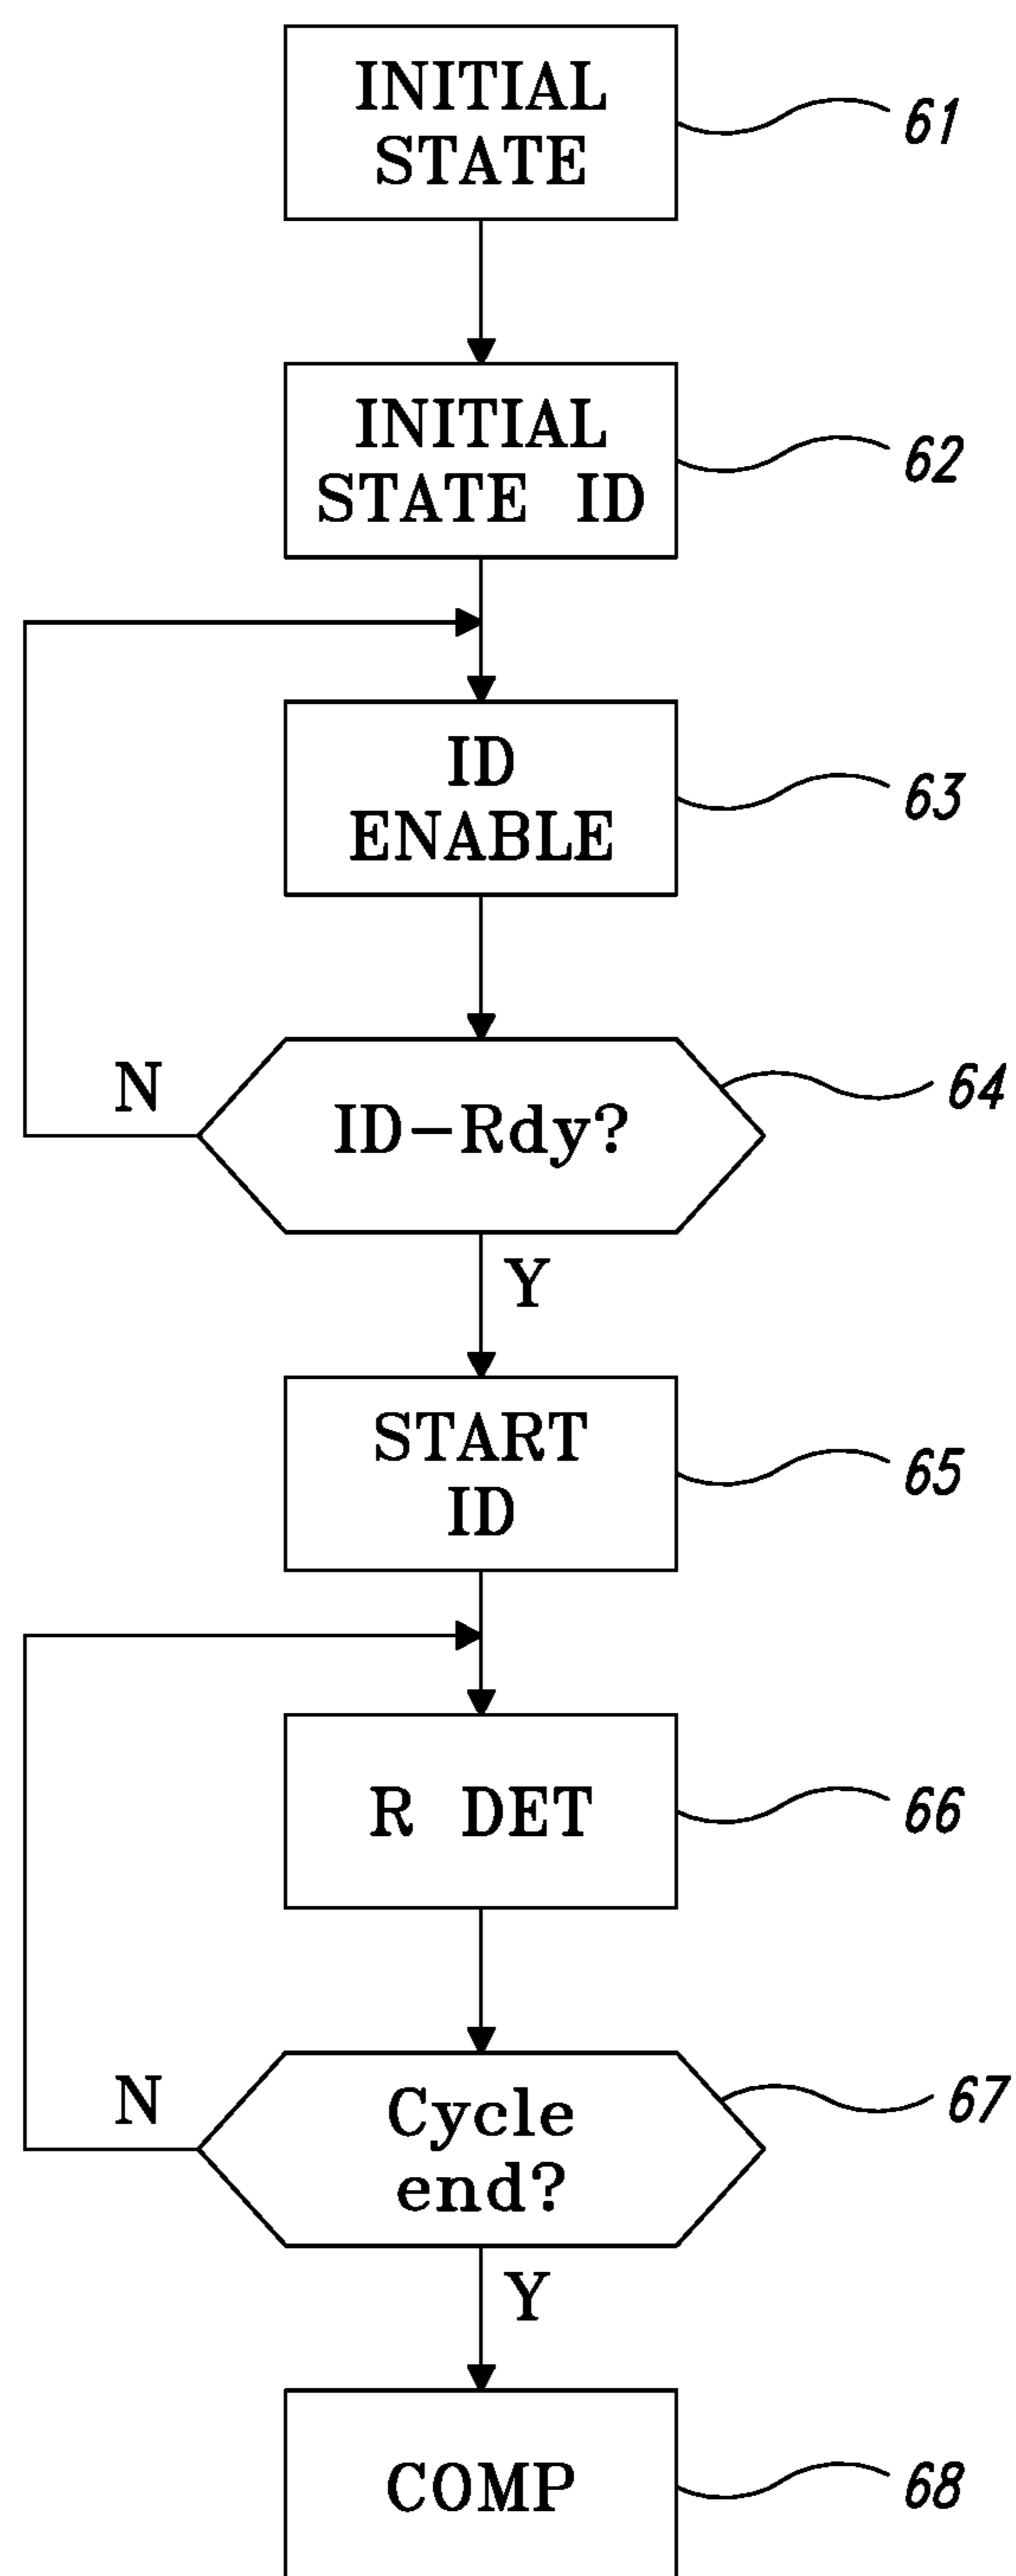 INITIAL
STATE
61
INITIAL
STATE ID
62
ID
ENABLE
63
N
ID-Rdy?
64
Y
START
ID
65
R DET
66
N
Cycle
end?
67
Y
COMP
68